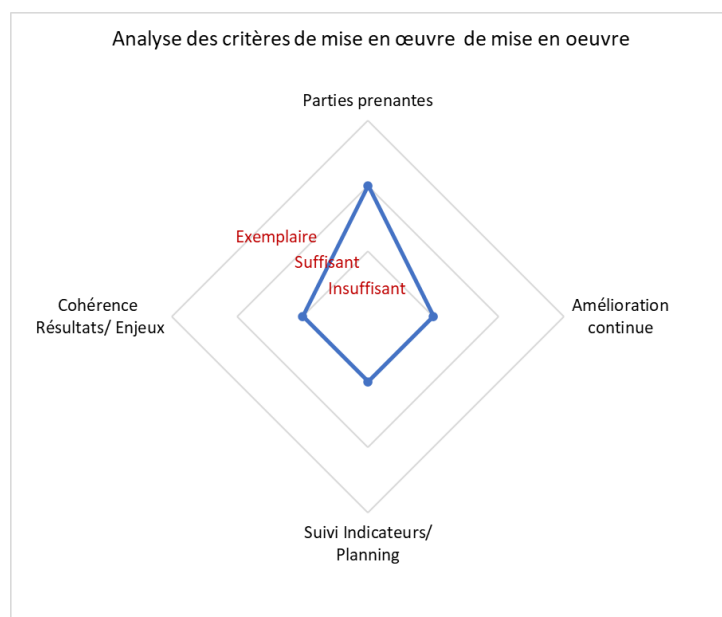 Analyse des critères de mise en œuvre de mise en oeuvre
Parties prenantes
Exemplaire
Suffisant
Insuffisant
Cohérence
Résultats/ Enjeux
Amélioration
continue
Suivi Indicateurs/
Planning